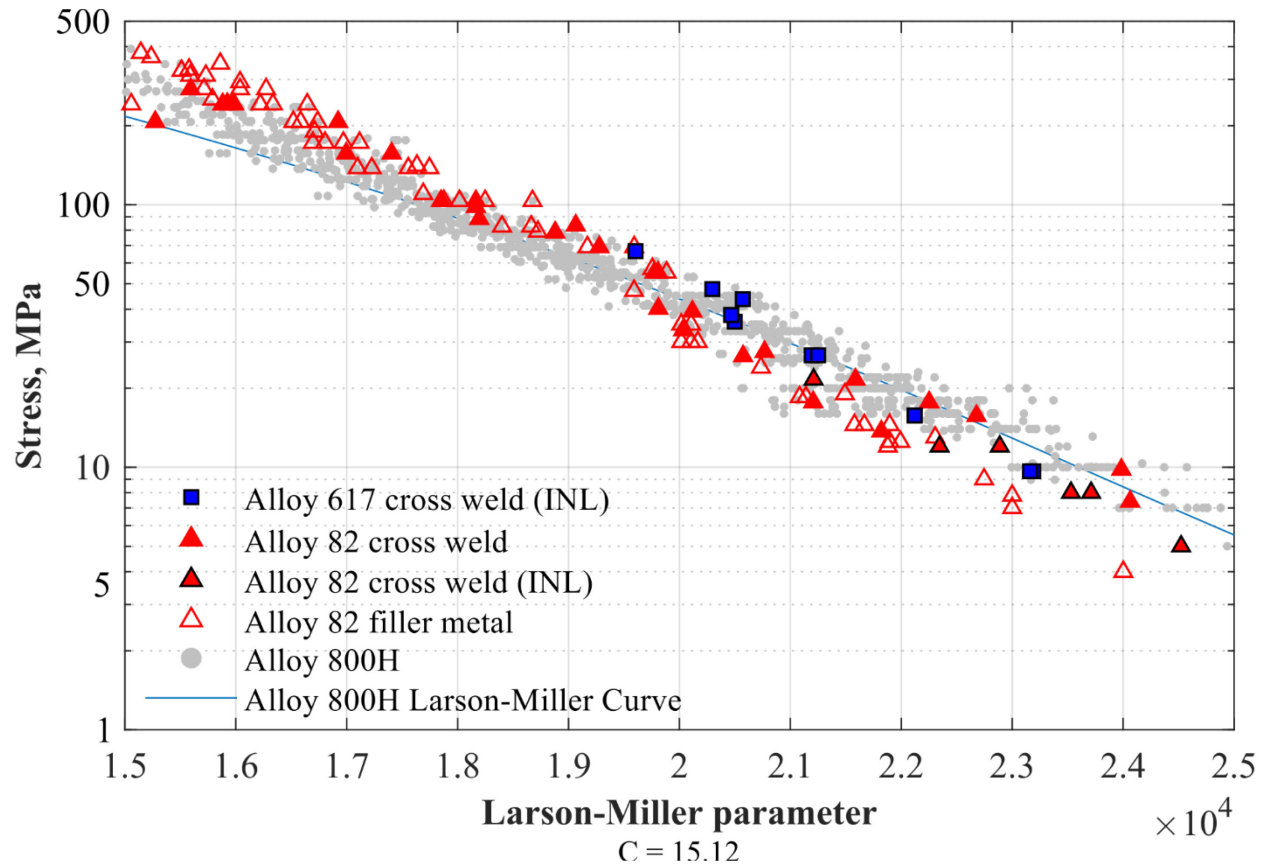 500
100
50
10
5
1
Stress, MPa
Alloy 617 cross weld (INL)
Alloy 82 cross weld
Alloy 82 cross weld (INL)
Alloy 82 filler metal
Alloy 800H
Alloy 800H Larson-Miller Curve
1.5 1.6 1.7 1.8 1.9 2 2.1 2.2 2.3 2.4 2.5
Larson-Miller parameter
×10⁴
C = 15.12